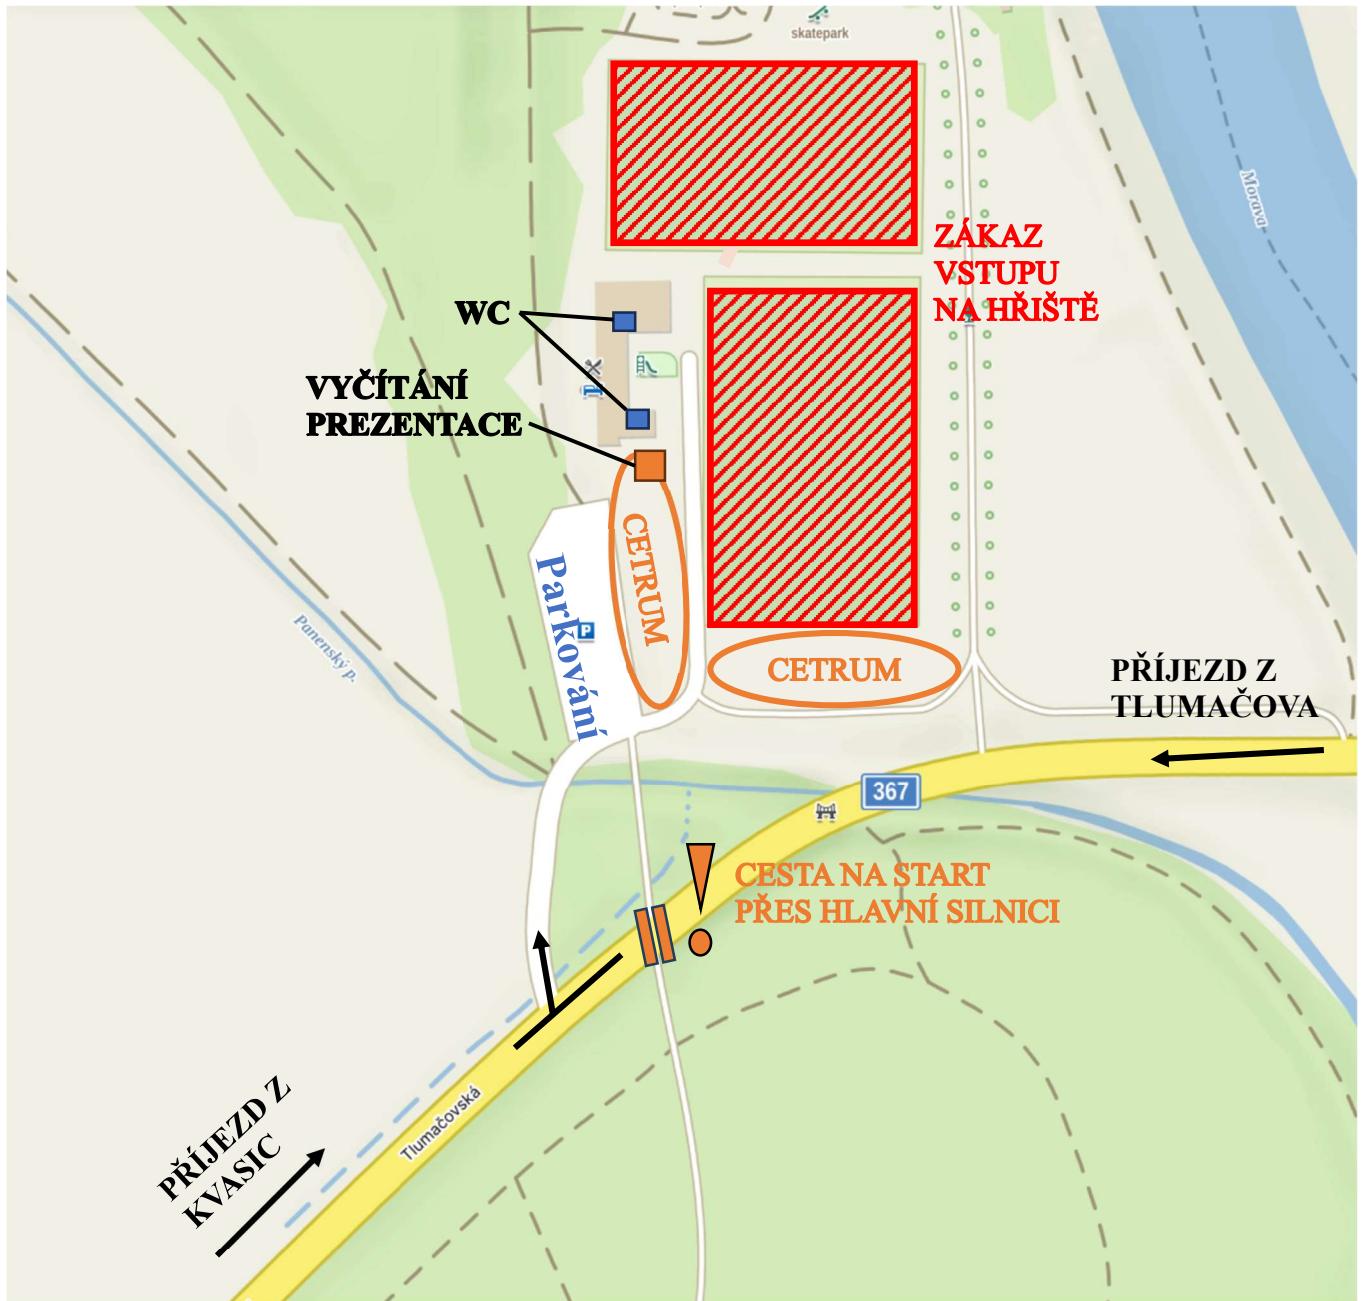 skatepark
Morava
ZÁKAZ
VSTUPU
NA HŘIŠTĚ
WC
VYČÍTÁNÍ
PREZENTACE
CETRUM
Parkování
P
Panenský p.
CETRUM
PŘÍJEZD Z
TLUMAČOVA
367
CESTA NA START
PŘES HLAVNÍ SILNICI
Tlumačovská
PŘÍJEZD Z
KVASIC